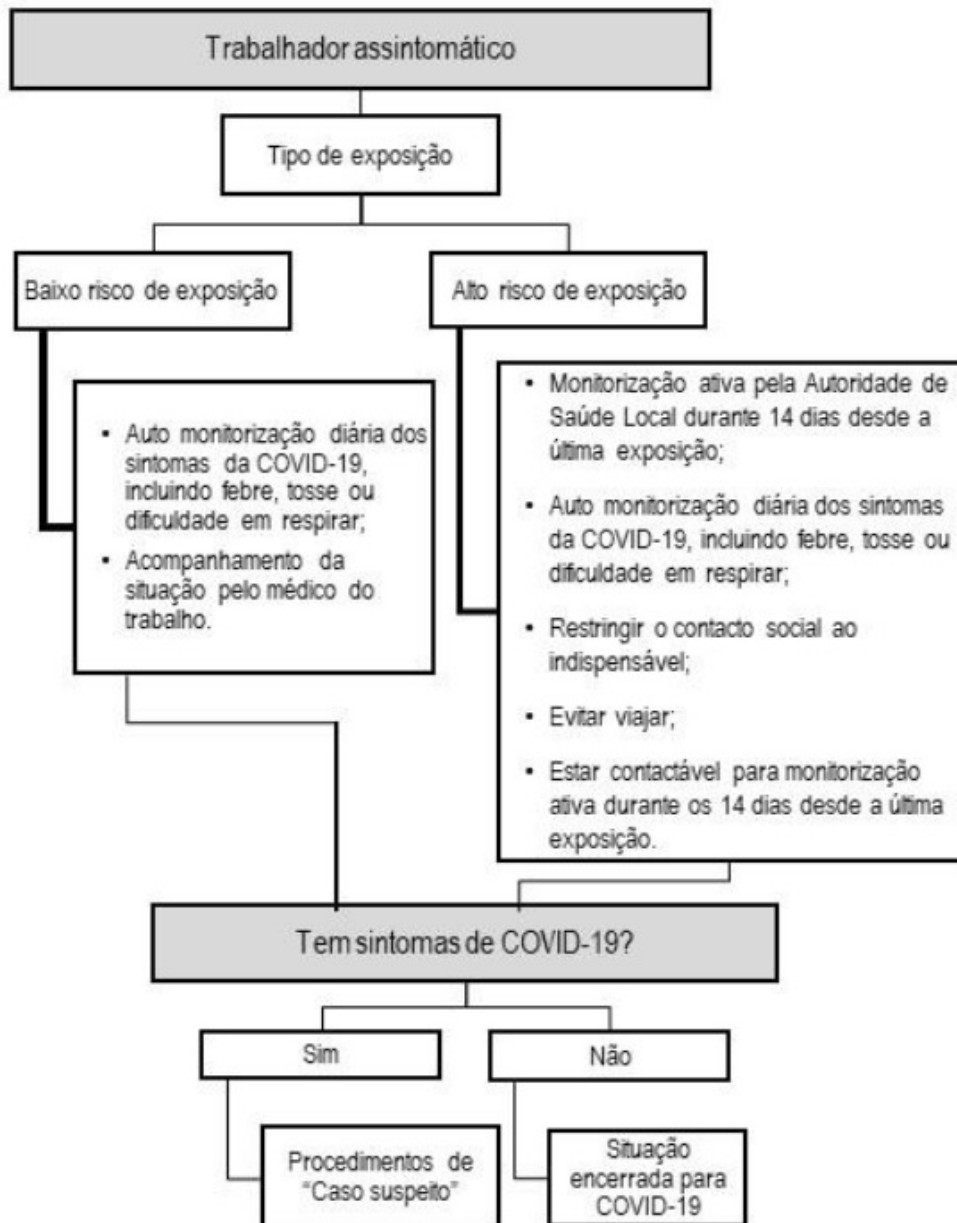 Trabalhador assintomático
Tipo de exposição
Baixo risco de exposição
Alto risco de exposição
• Auto monitorização diária dos
sintomas da COVID-19,
incluindo febre, tosse ou
dificuldade em respirar;
• Acompanhamento da
situação pelo médico do
trabalho.
• Monitorização ativa pela Autoridade de
Saúde Local durante 14 dias desde a
última exposição;
• Auto monitorização diária dos sintomas
da COVID-19, incluindo febre, tosse ou
dificuldade em respirar;
• Restringir o contacto social ao
indispensável;
• Evitar viajar;
• Estar contactável para monitorização
ativa durante os 14 dias desde a última
exposição.
Tem sintomas de COVID-19?
Sim
Não
Procedimentos de
“Caso suspeito”
Situação
encerrada para
COVID-19